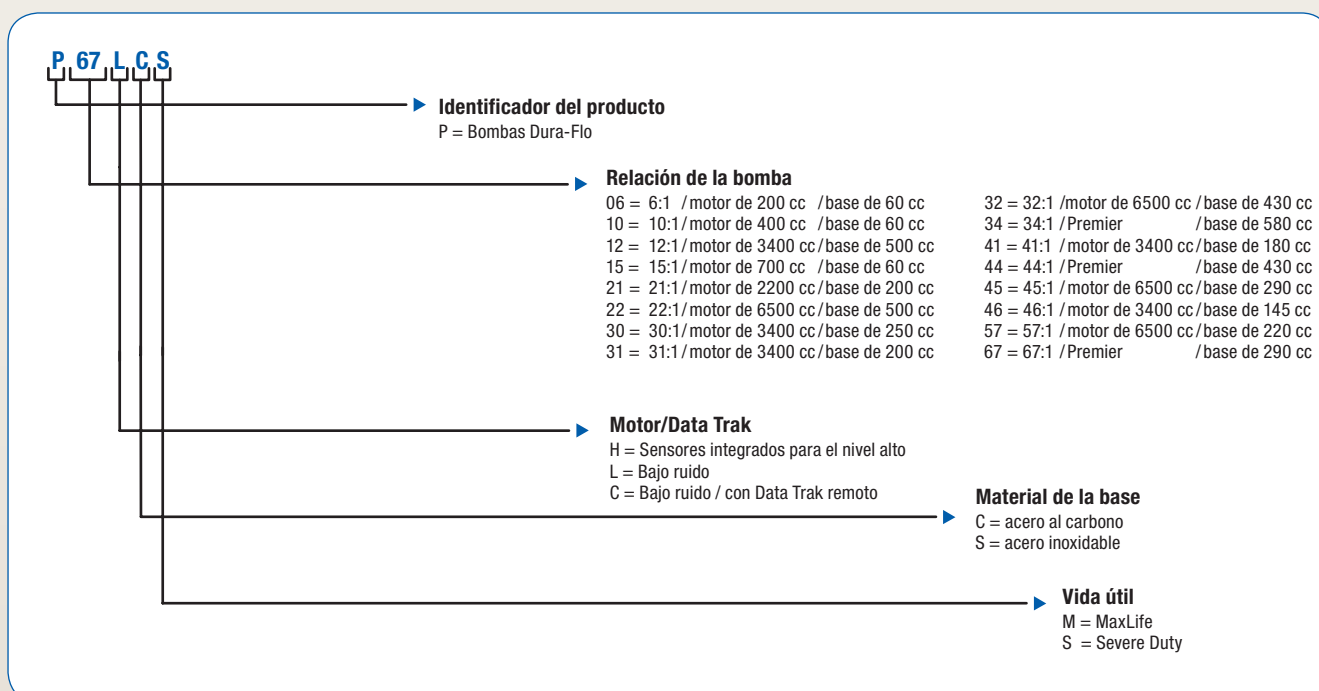 P 67 L C S
Identificador del producto
P = Bombas Dura-Flo
Relación de la bomba
06 = 6:1 /motor de 200 cc /base de 60 cc
10 = 10:1/motor de 400 cc /base de 60 cc
12 = 12:1/motor de 3400 cc/base de 500 cc
15 = 15:1/motor de 700 cc /base de 60 cc
21 = 21:1/motor de 2200 cc/base de 200 cc
22 = 22:1/motor de 6500 cc/base de 500 cc
30 = 30:1/motor de 3400 cc/base de 250 cc
31 = 31:1/motor de 3400 cc/base de 200 cc
32 = 32:1 /motor de 6500 cc/base de 430 cc
34 = 34:1 /Premier /base de 580 cc
41 = 41:1 /motor de 3400 cc/base de 180 cc
44 = 44:1 /Premier /base de 430 cc
45 = 45:1 /motor de 6500 cc/base de 290 cc
46 = 46:1 /motor de 3400 cc/base de 145 cc
57 = 57:1 /motor de 6500 cc/base de 220 cc
67 = 67:1 /Premier /base de 290 cc
Motor/Data Trak
H = Sensores integrados para el nivel alto
L = Bajo ruido
C = Bajo ruido / con Data Trak remoto
Material de la base
C = acero al carbono
S = acero inoxidable
Vida útil
M = MaxLife
S = Severe Duty